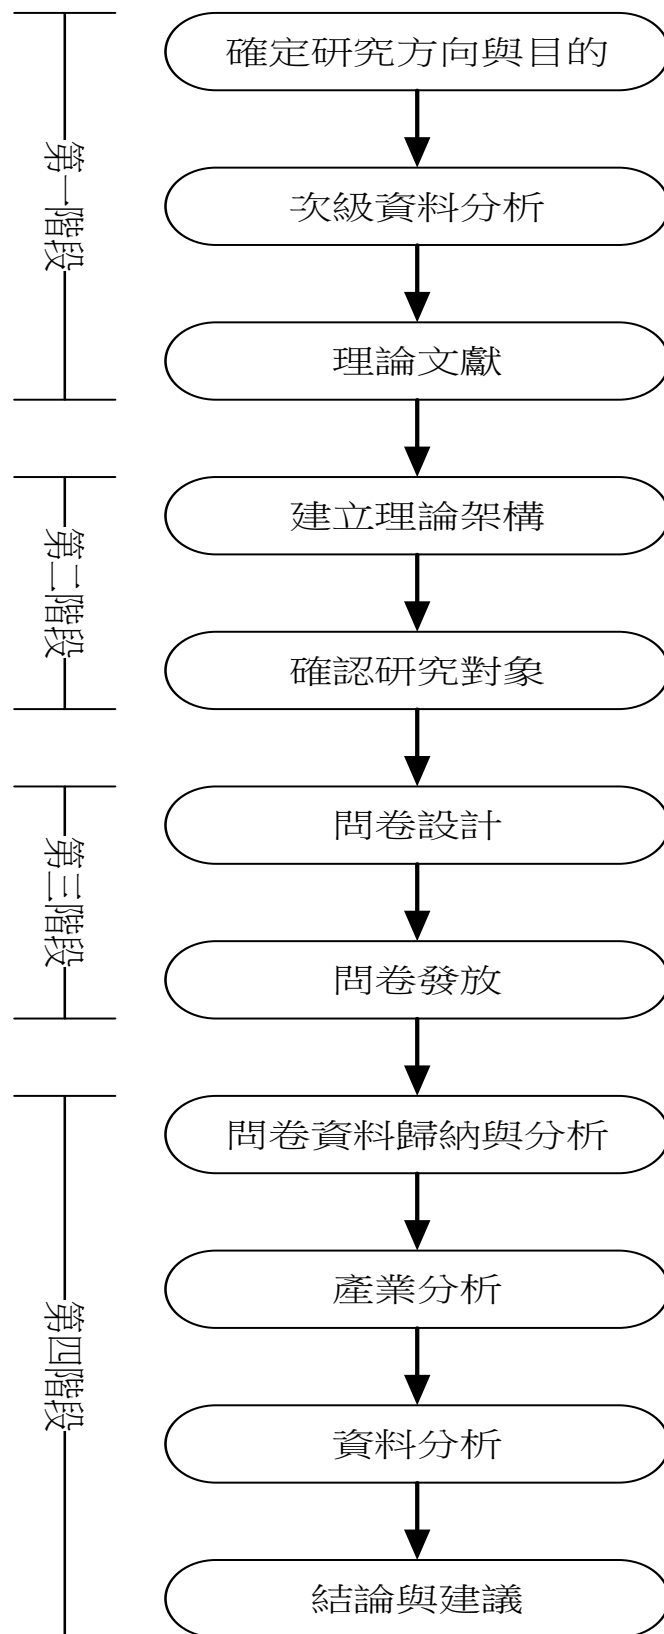 第一階段
確定研究方向與目的
次級資料分析
理論文獻
第二階段
建立理論架構
確認研究對象
第三階段
問卷設計
問卷發放
第四階段
問卷資料歸納與分析
產業分析
資料分析
結論與建議